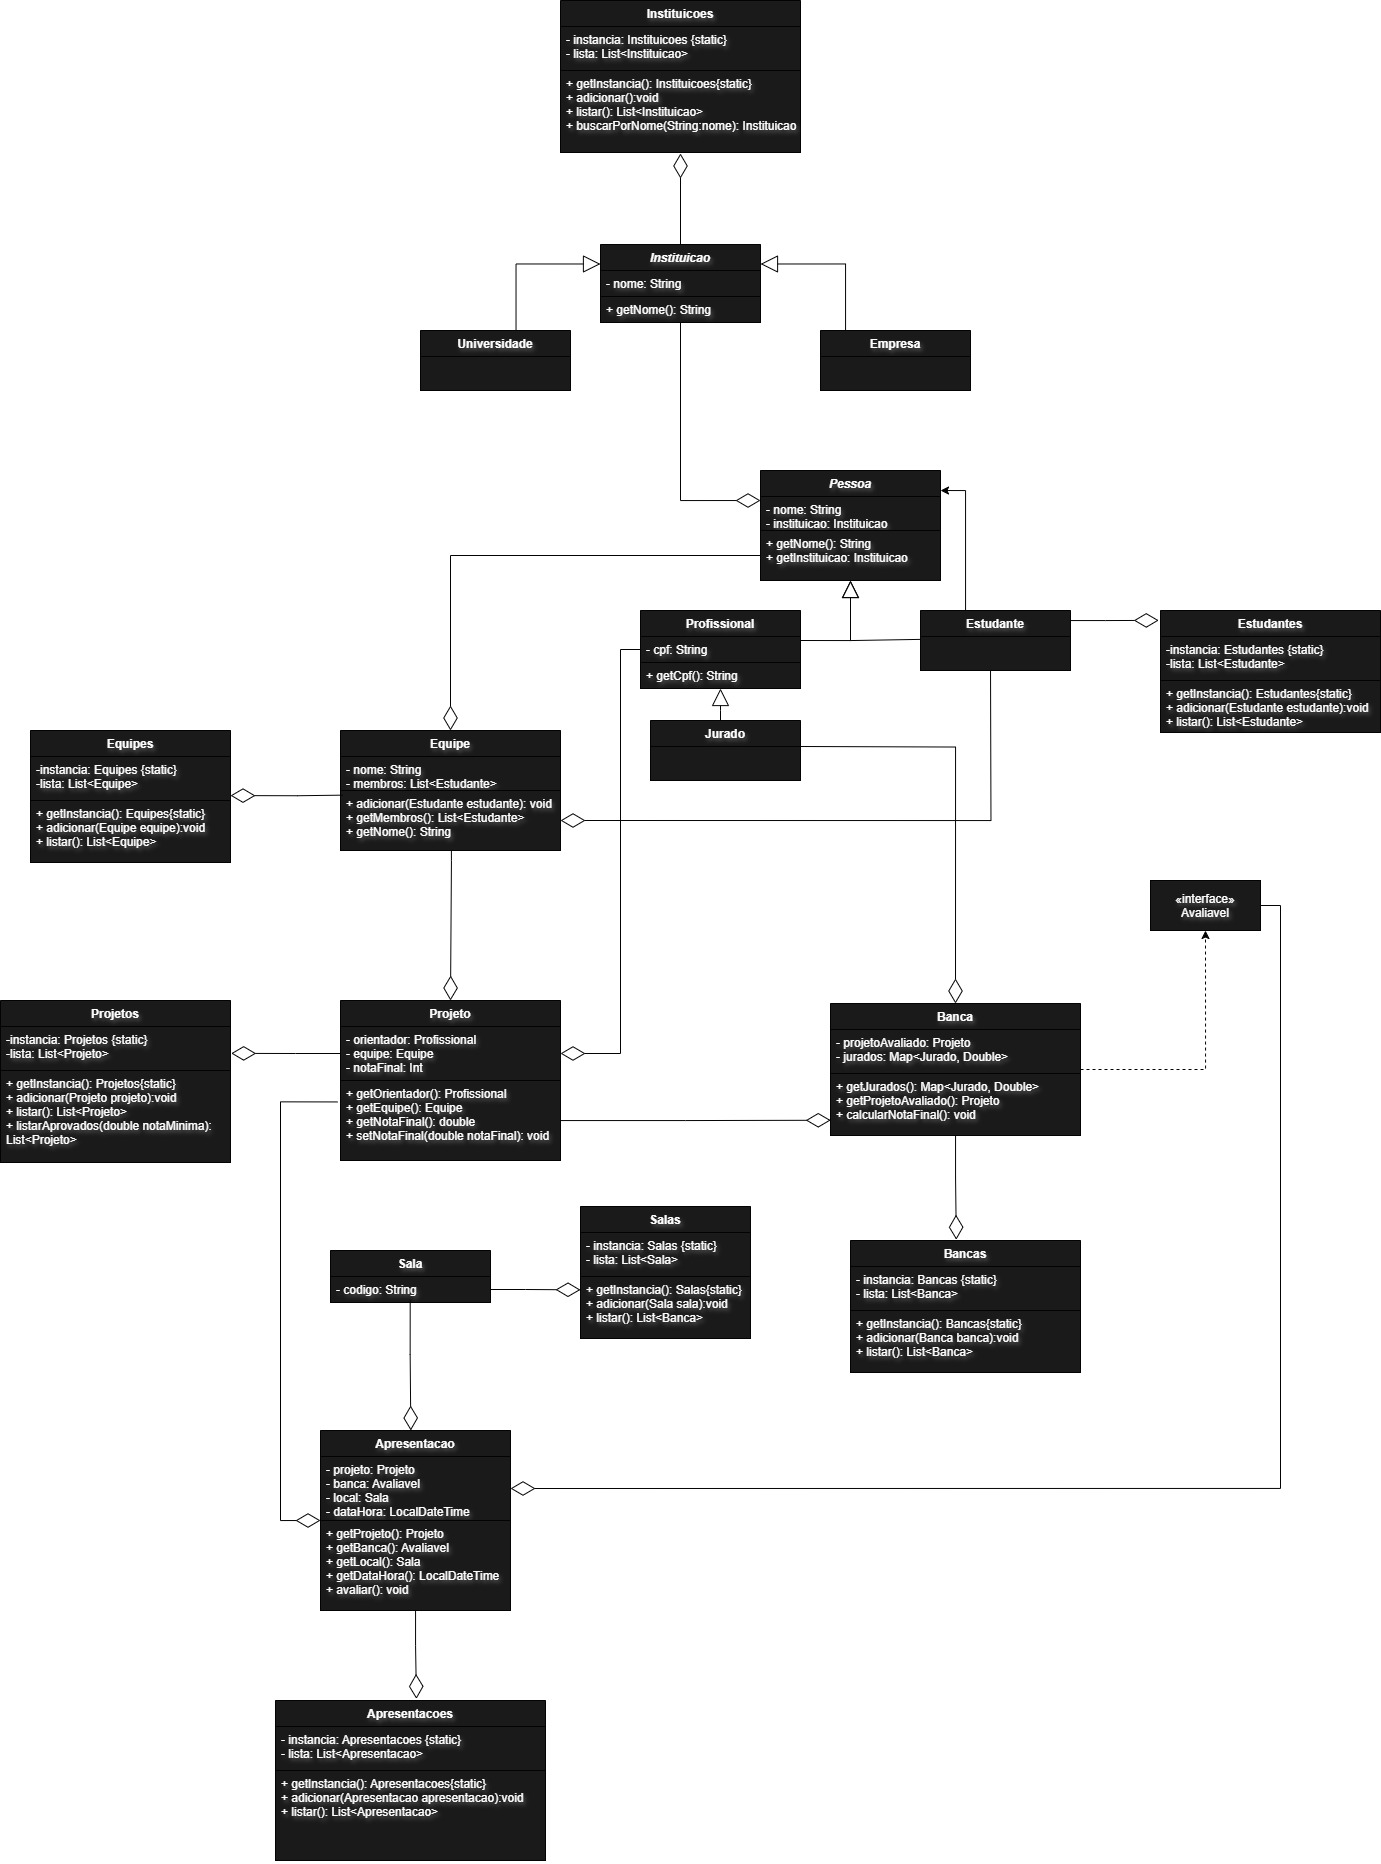 Instituicoes
- instancia: Instituicoes {static}
- lista: List<Instituicao>
+ getInstancia(): Instituicoes{static}
+ adicionar():void
+ listar(): List<Instituicao>
+ buscarPorNome(String:nome): Instituicao
Instituicao
- nome: String
+ getNome(): String
Universidade
Empresa
Pessoa
- nome: String
- instituicao: Instituicao
+ getNome(): String
+ getInstituicao: Instituicao
Profissional
- cpf: String
+ getCpf(): String
Estudante
Estudantes
-instancia: Estudantes {static}
-lista: List<Estudante>
+ getInstancia(): Estudantes{static}
+ adicionar(Estudante estudante):void
+ listar(): List<Estudante>
Jurado
Equipes
-instancia: Equipes {static}
-lista: List<Equipe>
+ getInstancia(): Equipes{static}
+ adicionar(Equipe equipe):void
+ listar(): List<Equipe>
Equipe
- nome: String
- membros: List<Estudante>
+ adicionar(Estudante estudante): void
+ getMembros(): List<Estudante>
+ getNome(): String
«interface»
Avaliavel
Projetos
-instancia: Projetos {static}
-lista: List<Projeto>
+ getInstancia(): Projetos{static}
+ adicionar(Projeto projeto):void
+ listar(): List<Projeto>
+ listarAprovados(double notaMinima):
List<Projeto>
Projeto
- orientador: Profissional
- equipe: Equipe
- notaFinal: Int
+ getOrientador(): Profissional
+ getEquipe(): Equipe
+ getNotaFinal(): double
+ setNotaFinal(double notaFinal): void
Banca
- projetoAvaliado: Projeto
- jurados: Map<Jurado, Double>
+ getJurados(): Map<Jurado, Double>
+ getProjetoAvaliado(): Projeto
+ calcularNotaFinal(): void
Salas
- instancia: Salas {static}
- lista: List<Sala>
+ getInstancia(): Salas{static}
+ adicionar(Sala sala):void
+ listar(): List<Banca>
Sala
- codigo: String
Bancas
- instancia: Bancas {static}
- lista: List<Banca>
+ getInstancia(): Bancas{static}
+ adicionar(Banca banca):void
+ listar(): List<Banca>
Apresentacao
- projeto: Projeto
- banca: Avaliavel
- local: Sala
- dataHora: LocalDateTime
+ getProjeto(): Projeto
+ getBanca(): Avaliavel
+ getLocal(): Sala
+ getDataHora(): LocalDateTime
+ avaliar(): void
Apresentacoes
- instancia: Apresentacoes {static}
- lista: List<Apresentacao>
+ getInstancia(): Apresentacoes{static}
+ adicionar(Apresentacao apresentacao):void
+ listar(): List<Apresentacao>